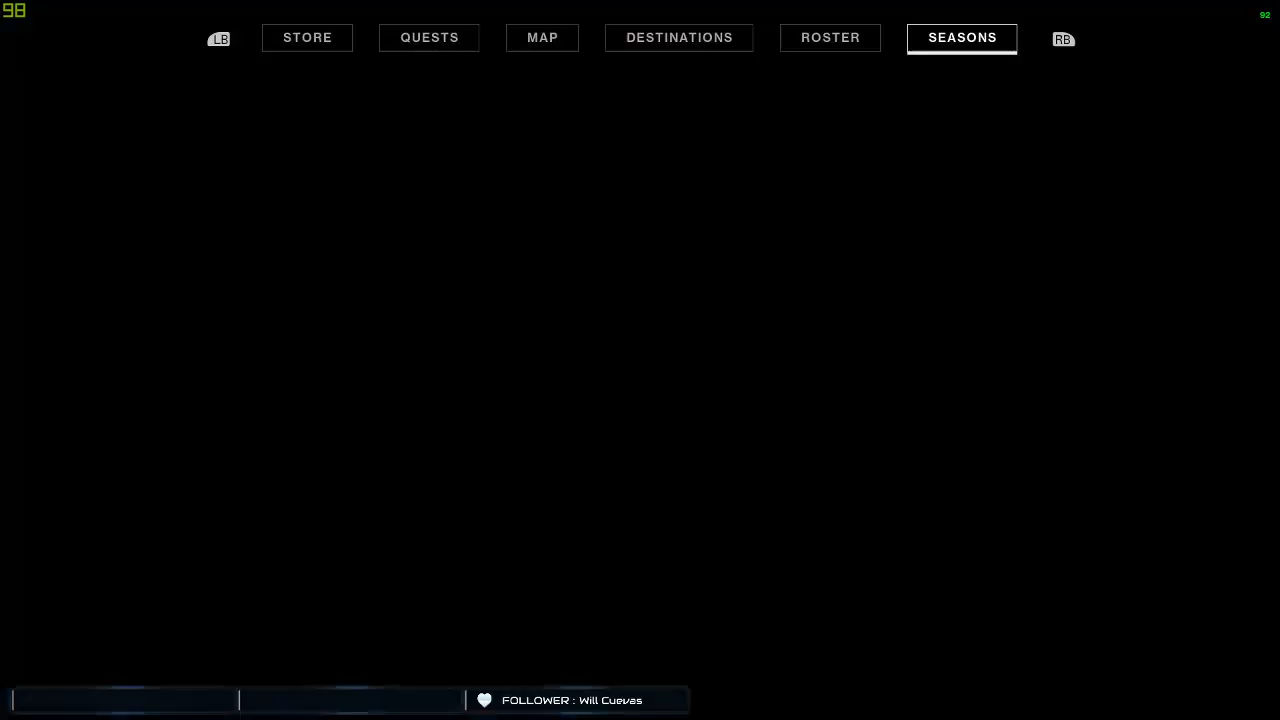 98
92
LB STORE QUESTS MAP DESTINATIONS ROSTER SEASONS RB
FOLLOWER : Will Cuevas